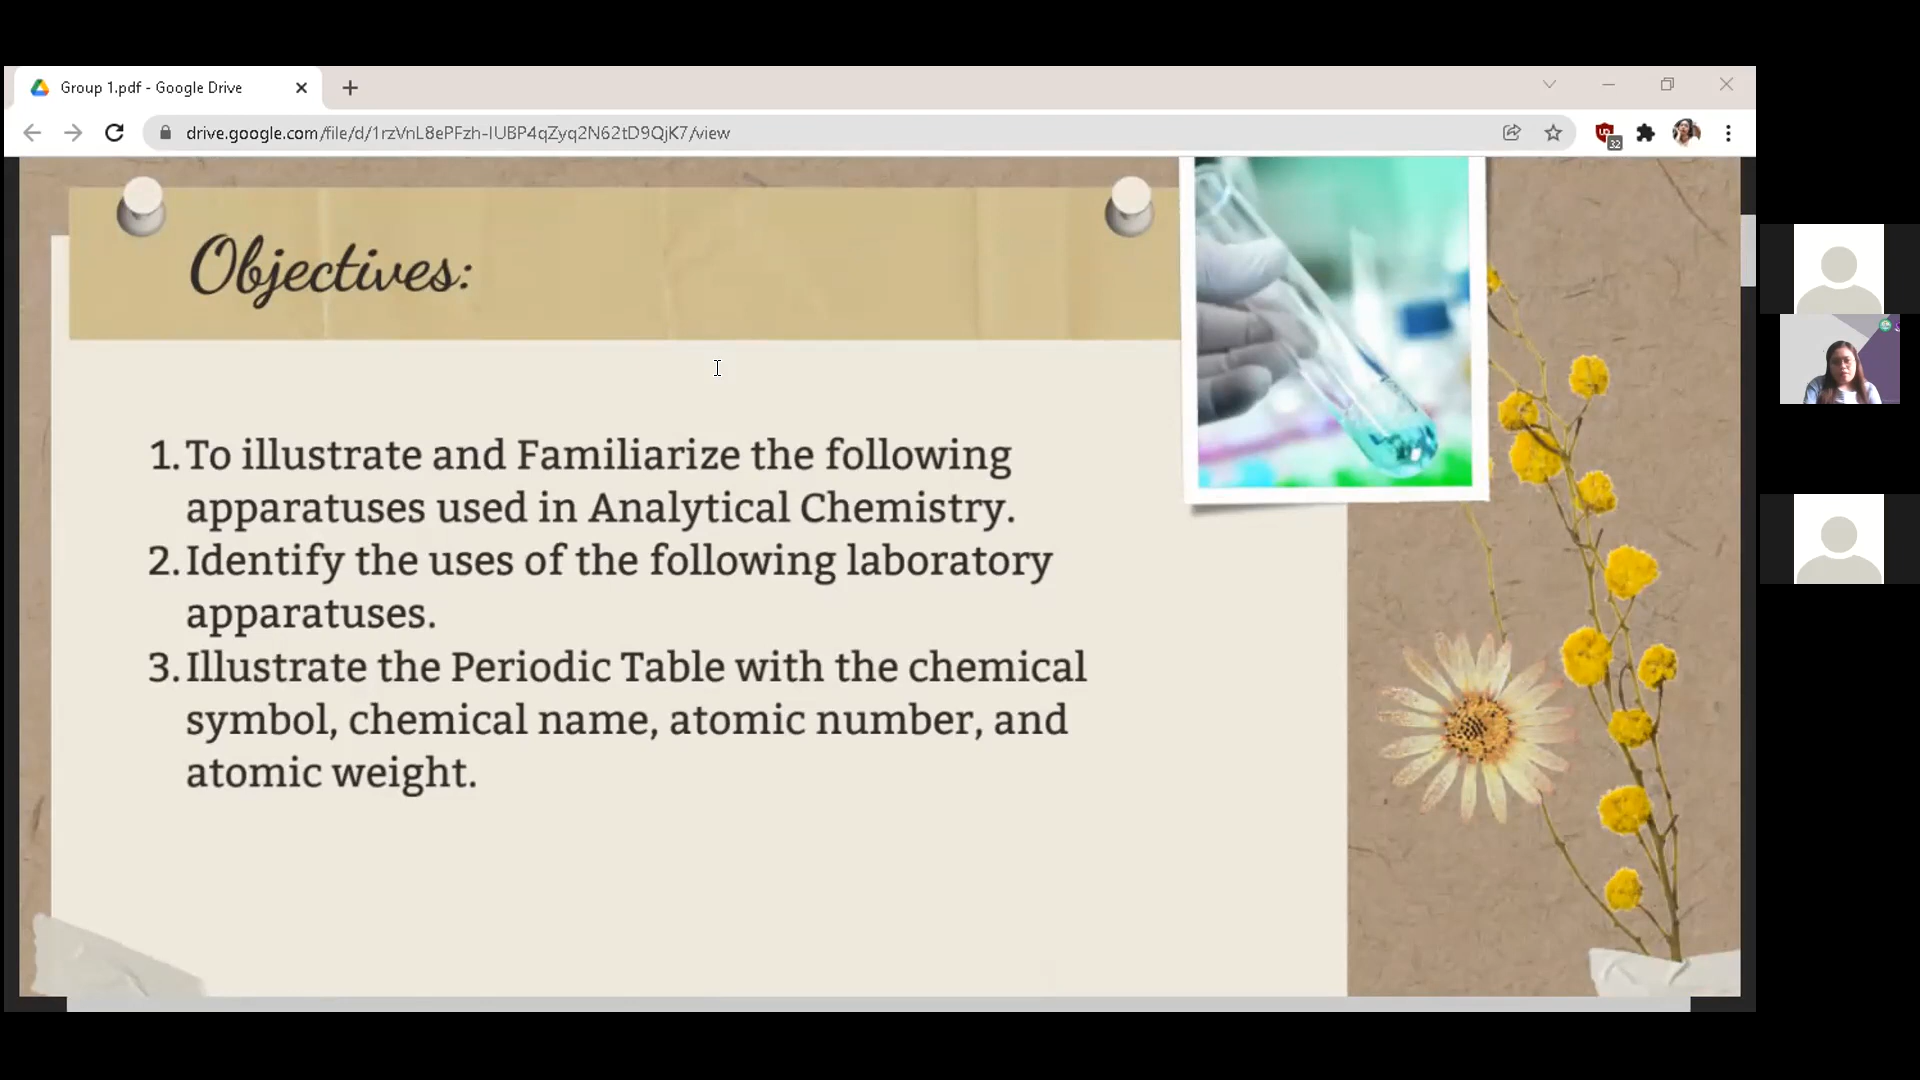 Group 1.pdf - Google Drive
drive.google.com/file/d/1rzVnL8ePFzh-IUBP4qZyq2N62tD9QjK7/view
32
Objectives:
1. To illustrate and Familiarize the following
apparatuses used in Analytical Chemistry.
2. Identify the uses of the following laboratory
apparatuses.
3. Illustrate the Periodic Table with the chemical
symbol, chemical name, atomic number, and
atomic weight.